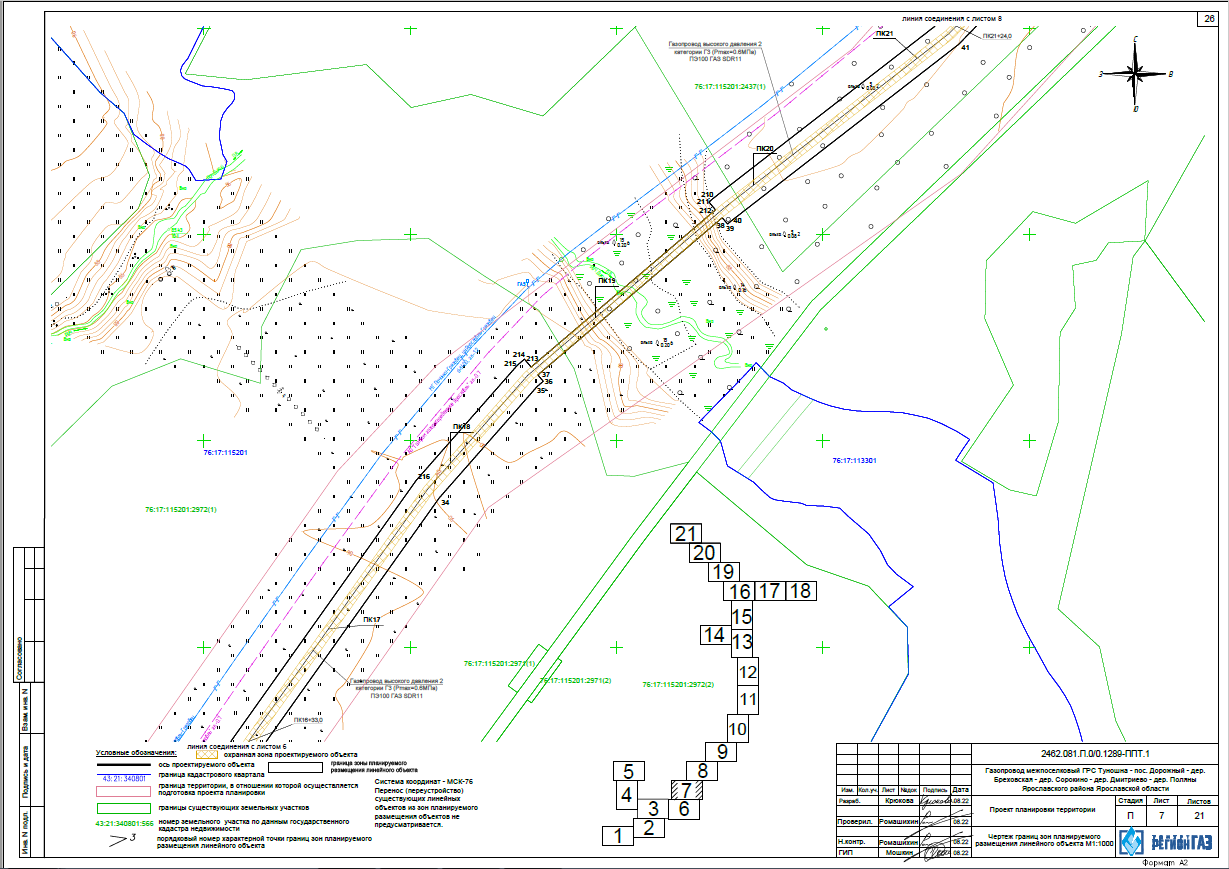 линия соединения с листом 8
26
ПК21
ПК21+24,0
41
Газопровод высокого давления 2
категории Г3 (Pmax=0.6МПа)
ПЭ100 ГАЗ SDR11
С
З
В
Ю
76:17:115201:2437(1)
ПК20
210
211
212
40
38
39
ПК19
214
213
215
37
36
35
ПК18
76:17:115201
76:17:113301
216
34
76:17:115201:2972(1)
21
20
19
16 17 18
15
14
13
12
11
10
9
8
5
7
4
3
6
2
1
ПК17
76:17:115201:2971(1)
76:17:115201:2971(2)
76:17:115201:2972(2)
Газопровод высокого давления 2
категории Г3 (Pmax=0.6МПа)
ПЭ100 ГАЗ SDR11
ПК16+33,0
линия соединения с листом 6
Условные обозначения:
охранная зона проектируемого объекта
ось проектируемого объекта
граница зоны планируемого
размещения линейного объекта
43:21:340801
граница кадастрового квартала
граница территории, в отношении которой осуществляется
подготовка проекта планировки
границы существующих земельных участков
43:21:340801:566
номер земельного участка по данным государственного
кадастра недвижимости
3
порядковый номер характерной точки границ зон планируемого
размещения линейного объекта
Система координат - МСК-76
Перенос (переустройство)
существующих линейных
объектов из зон планируемого
размещения объектов не
предусматривается.
Согласовано
Взам. инв. N
Подпись и дата
Инв. N подл.
2462.081.П.0/0.1289-ППТ.1
Газопровод межпоселковый ГРС Туношна - пос. Дорожный - дер.
Бреховская - дер. Сорокино - дер. Дмитриево - дер. Поляны
Ярославского района Ярославской области
Изм. Кол.уч. Лист №док Подпись Дата
Разраб. Крюкова 08.22
Проект планировки территории
Стадия Лист Листов
П 7 21
Проверил. Ромашихин 08.22
Н.контр. Ромашихин 08.22
ГИП Мошкин 08.22
Чертеж границ зон планируемого
размещения линейного объекта М1:1000
РЕГИОНГАЗ
Формат А2